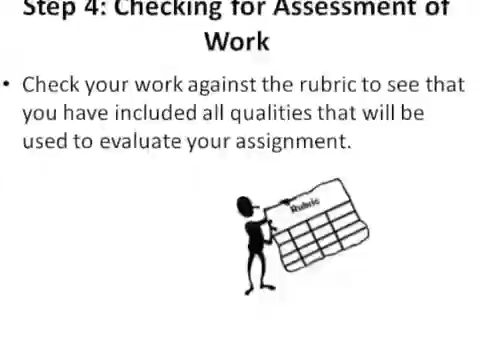 Step 4: Checking for Assessment of
Work
• Check your work against the rubric to see that
you have included all qualities that will be
used to evaluate your assignment.
Rubric